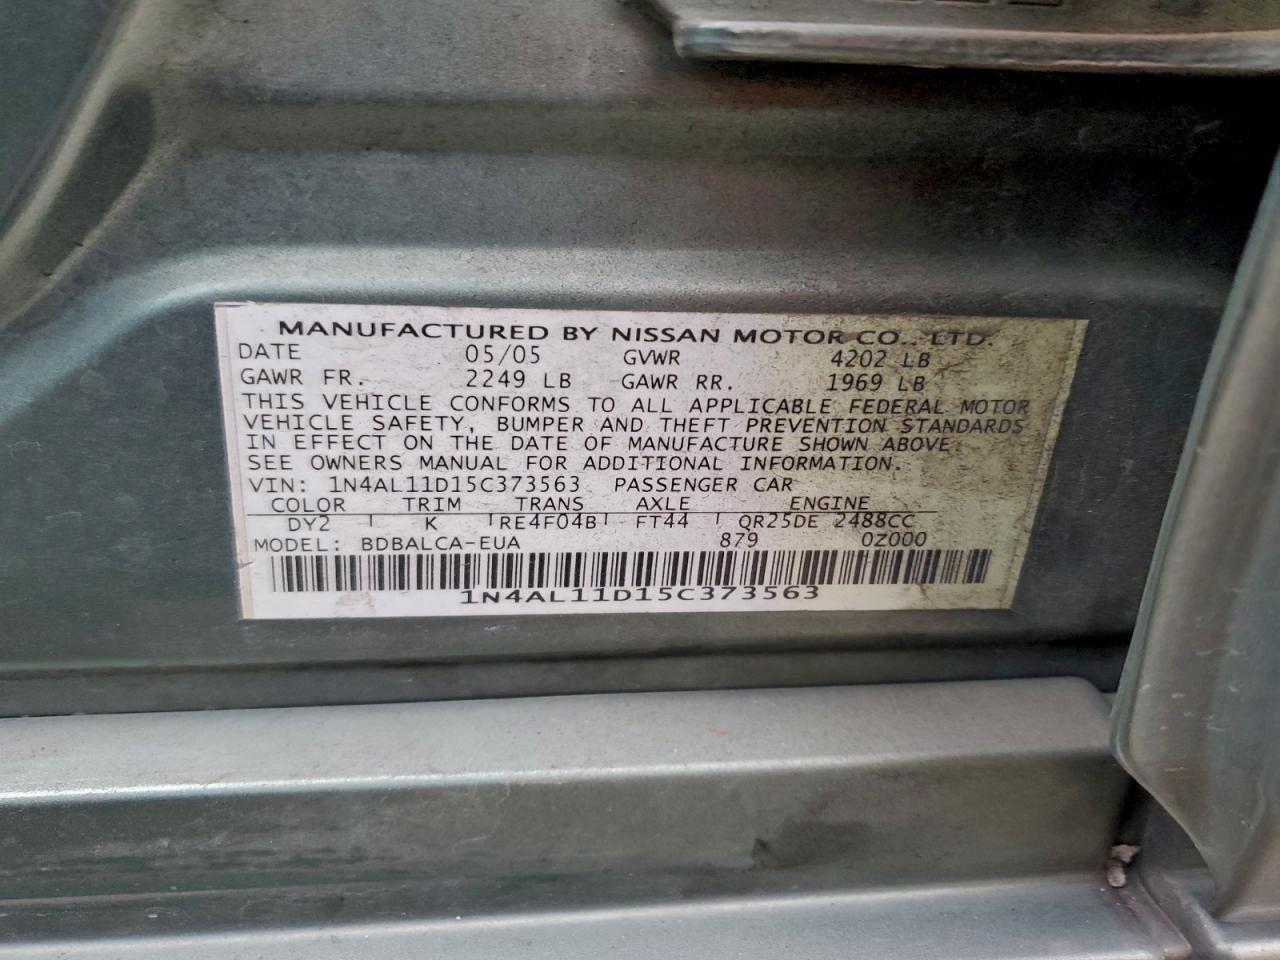 MANUFACTURED BY NISSAN MOTOR CO., LTD.
DATE 05/05 GVWR 4202 LB
GAWR FR. 2249 LB GAWR RR. 1969 LB
THIS VEHICLE CONFORMS TO ALL APPLICABLE FEDERAL MOTOR
VEHICLE SAFETY, BUMPER AND THEFT PREVENTION STANDARDS
IN EFFECT ON THE DATE OF MANUFACTURE SHOWN ABOVE
SEE OWNERS MANUAL FOR ADDITIONAL INFORMATION.
VIN: 1N4AL11D15C373563 PASSENGER CAR
COLOR TRIM TRANS AXLE ENGINE
DY2 K RE4F04B FT44 QR25DE 2488CC
MODEL: BDBALCA-EUA 879 0Z000
1N4AL11D15C373563